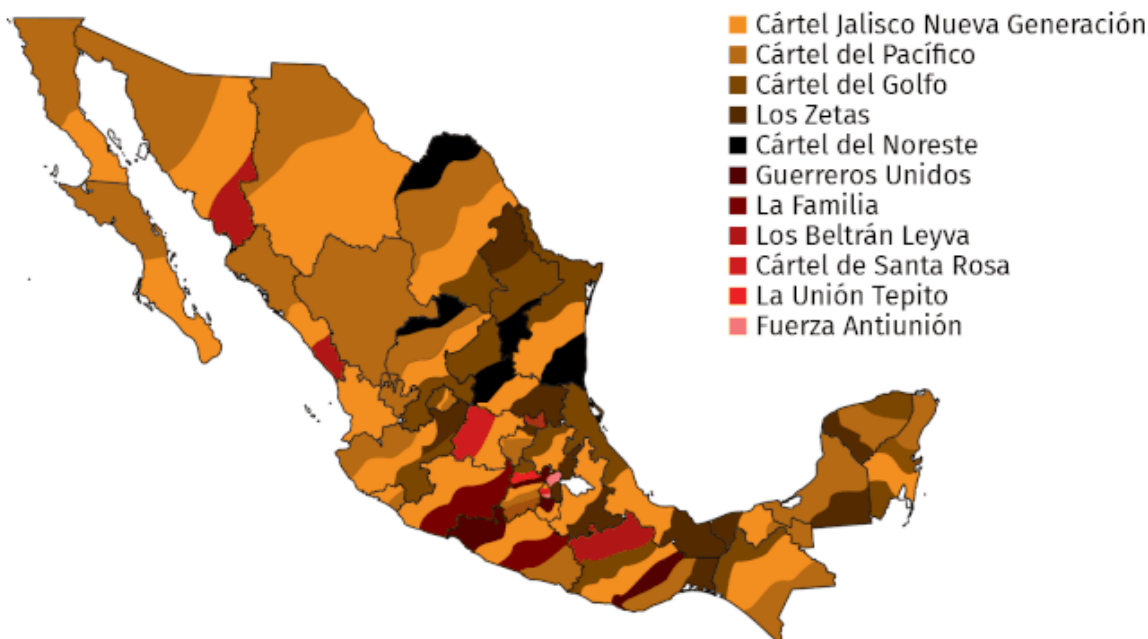 Cártel Jalisco Nueva Generación
Cártel del Pacífico
Cártel del Golfo
Los Zetas
Cártel del Noreste
Guerreros Unidos
La Familia
Los Beltrán Leyva
Cártel de Santa Rosa
La Unión Tepito
Fuerza Antiunión